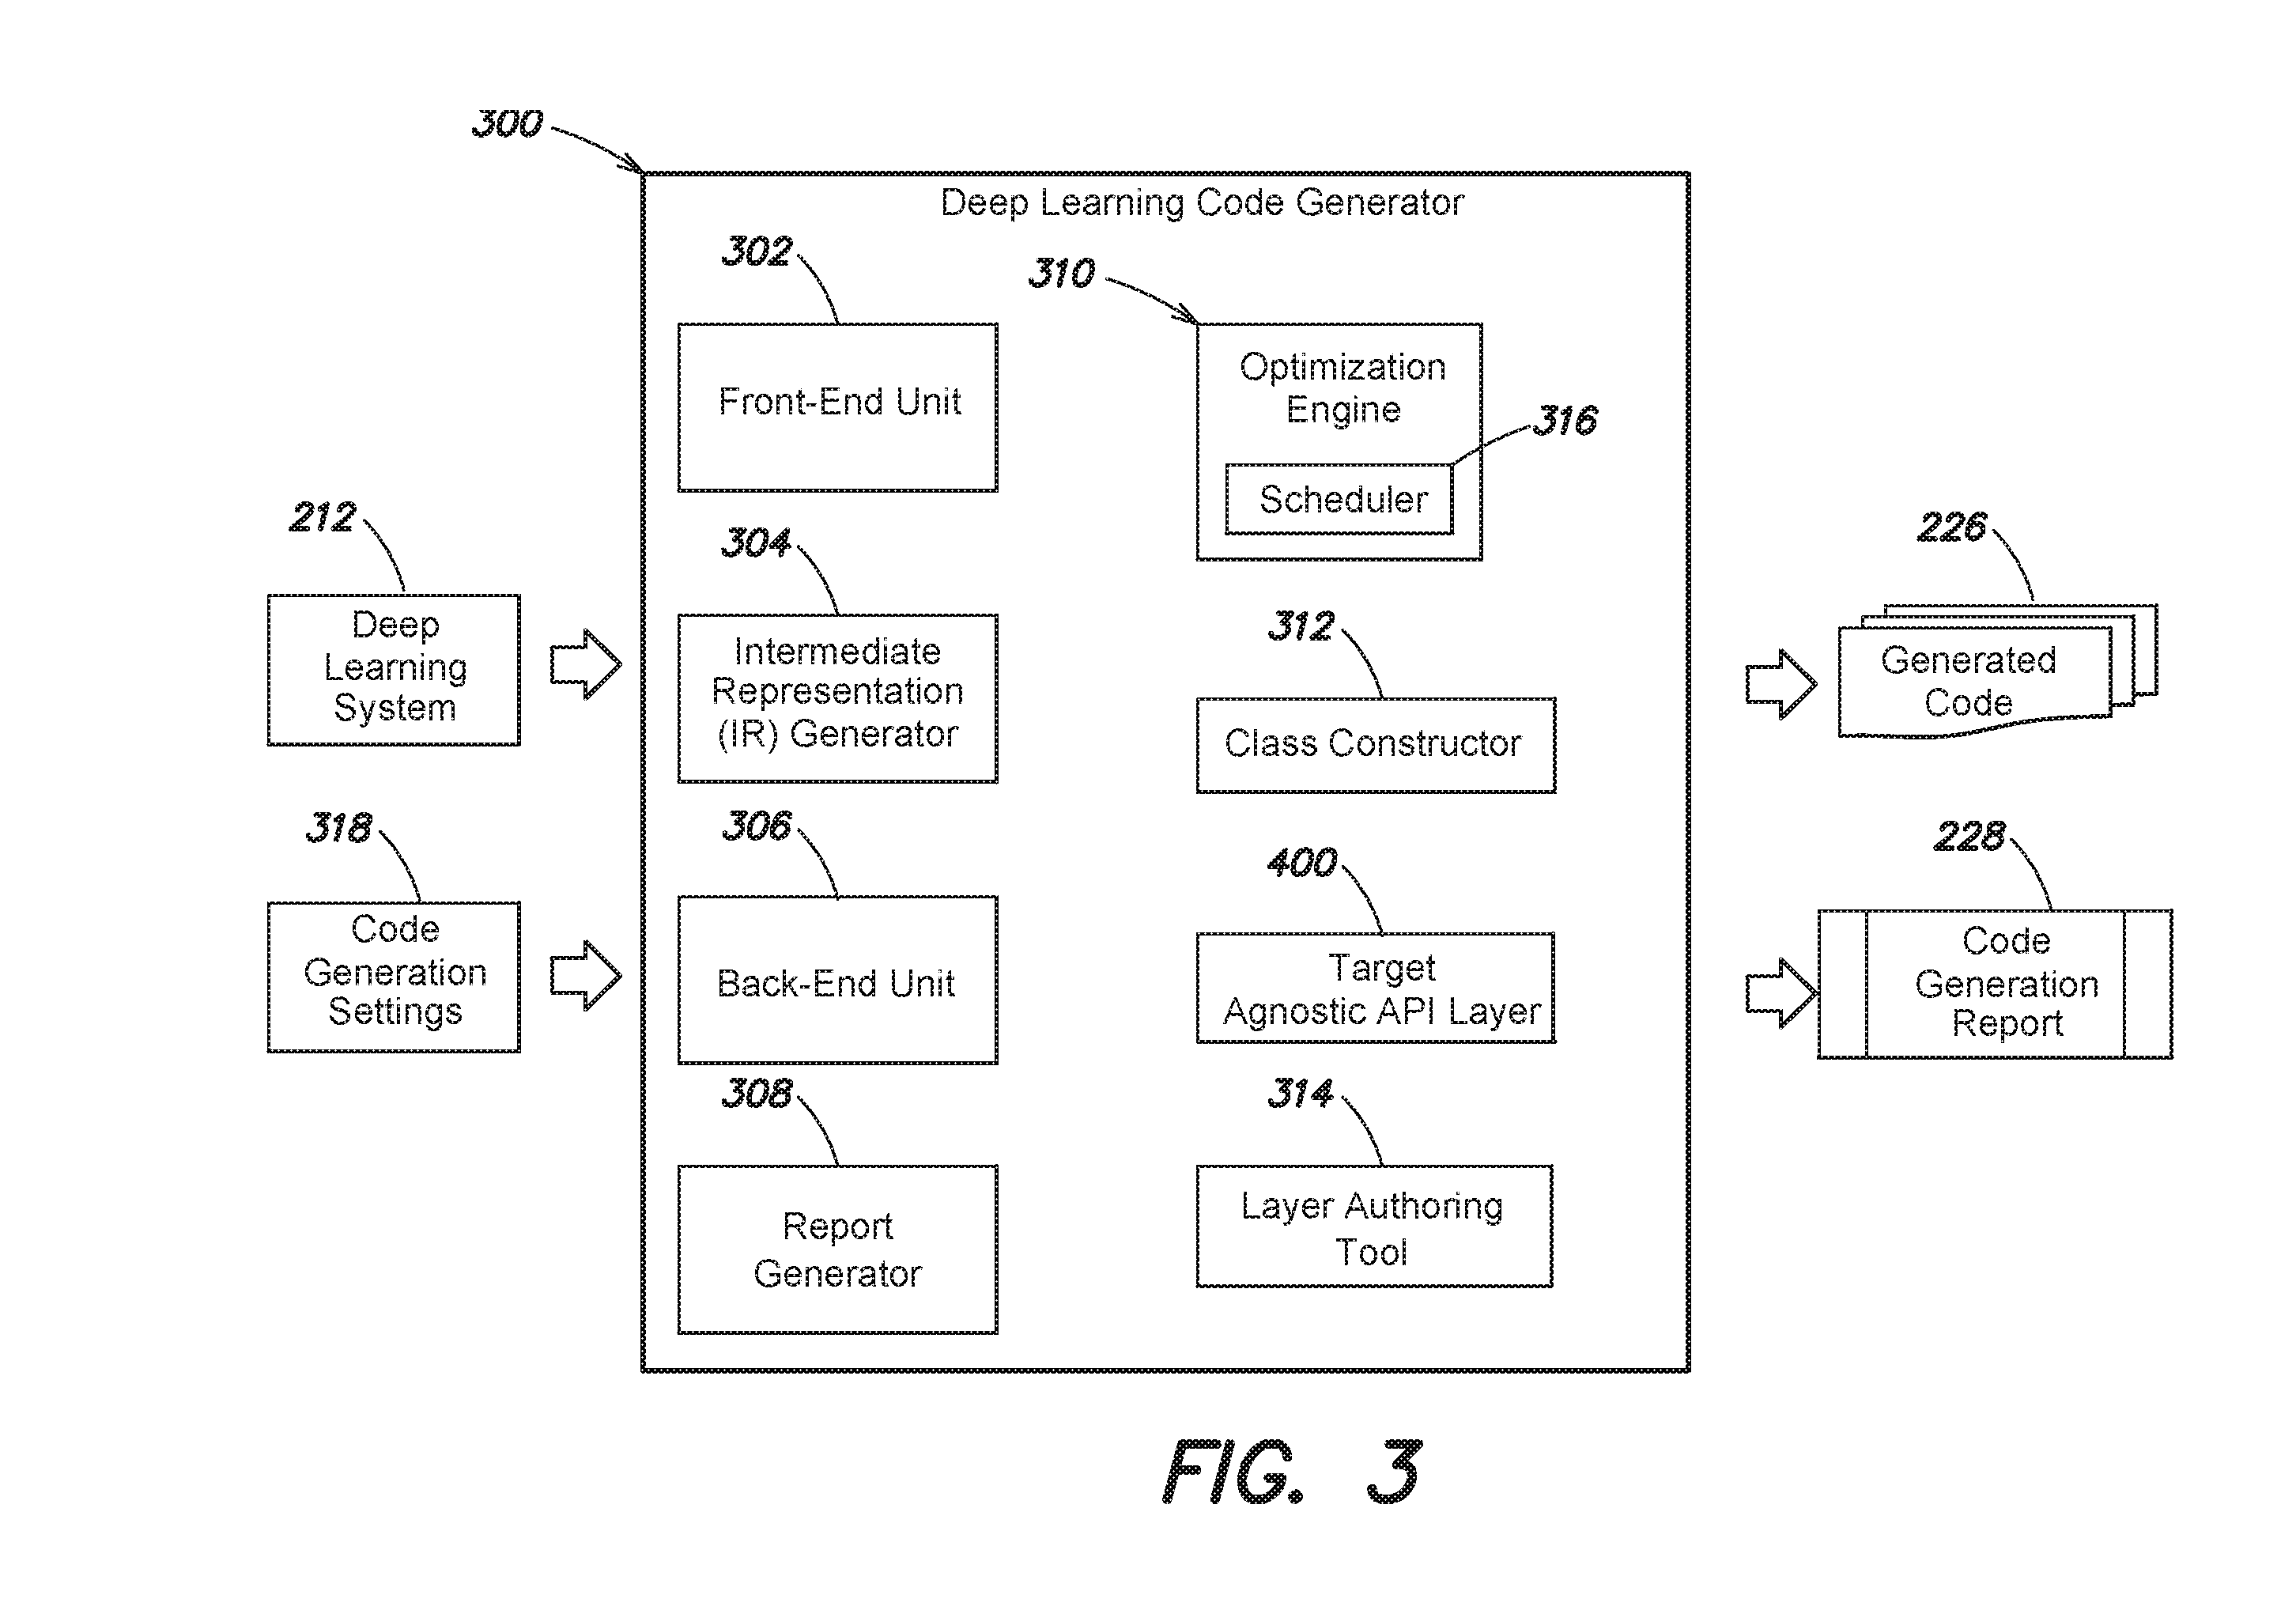 300
Deep Learning Code Generator
302
310
Front-End Unit
Optimization
Engine
316
Scheduler
212
Deep
Learning
System
304
Intermediate
Representation
(IR) Generator
312
Class Constructor
226
Generated
Code
318
Code
Generation
Settings
306
Back-End Unit
400
Target
Agnostic API Layer
228
Code
Generation
Report
308
Report
Generator
314
Layer Authoring
Tool
FIG. 3